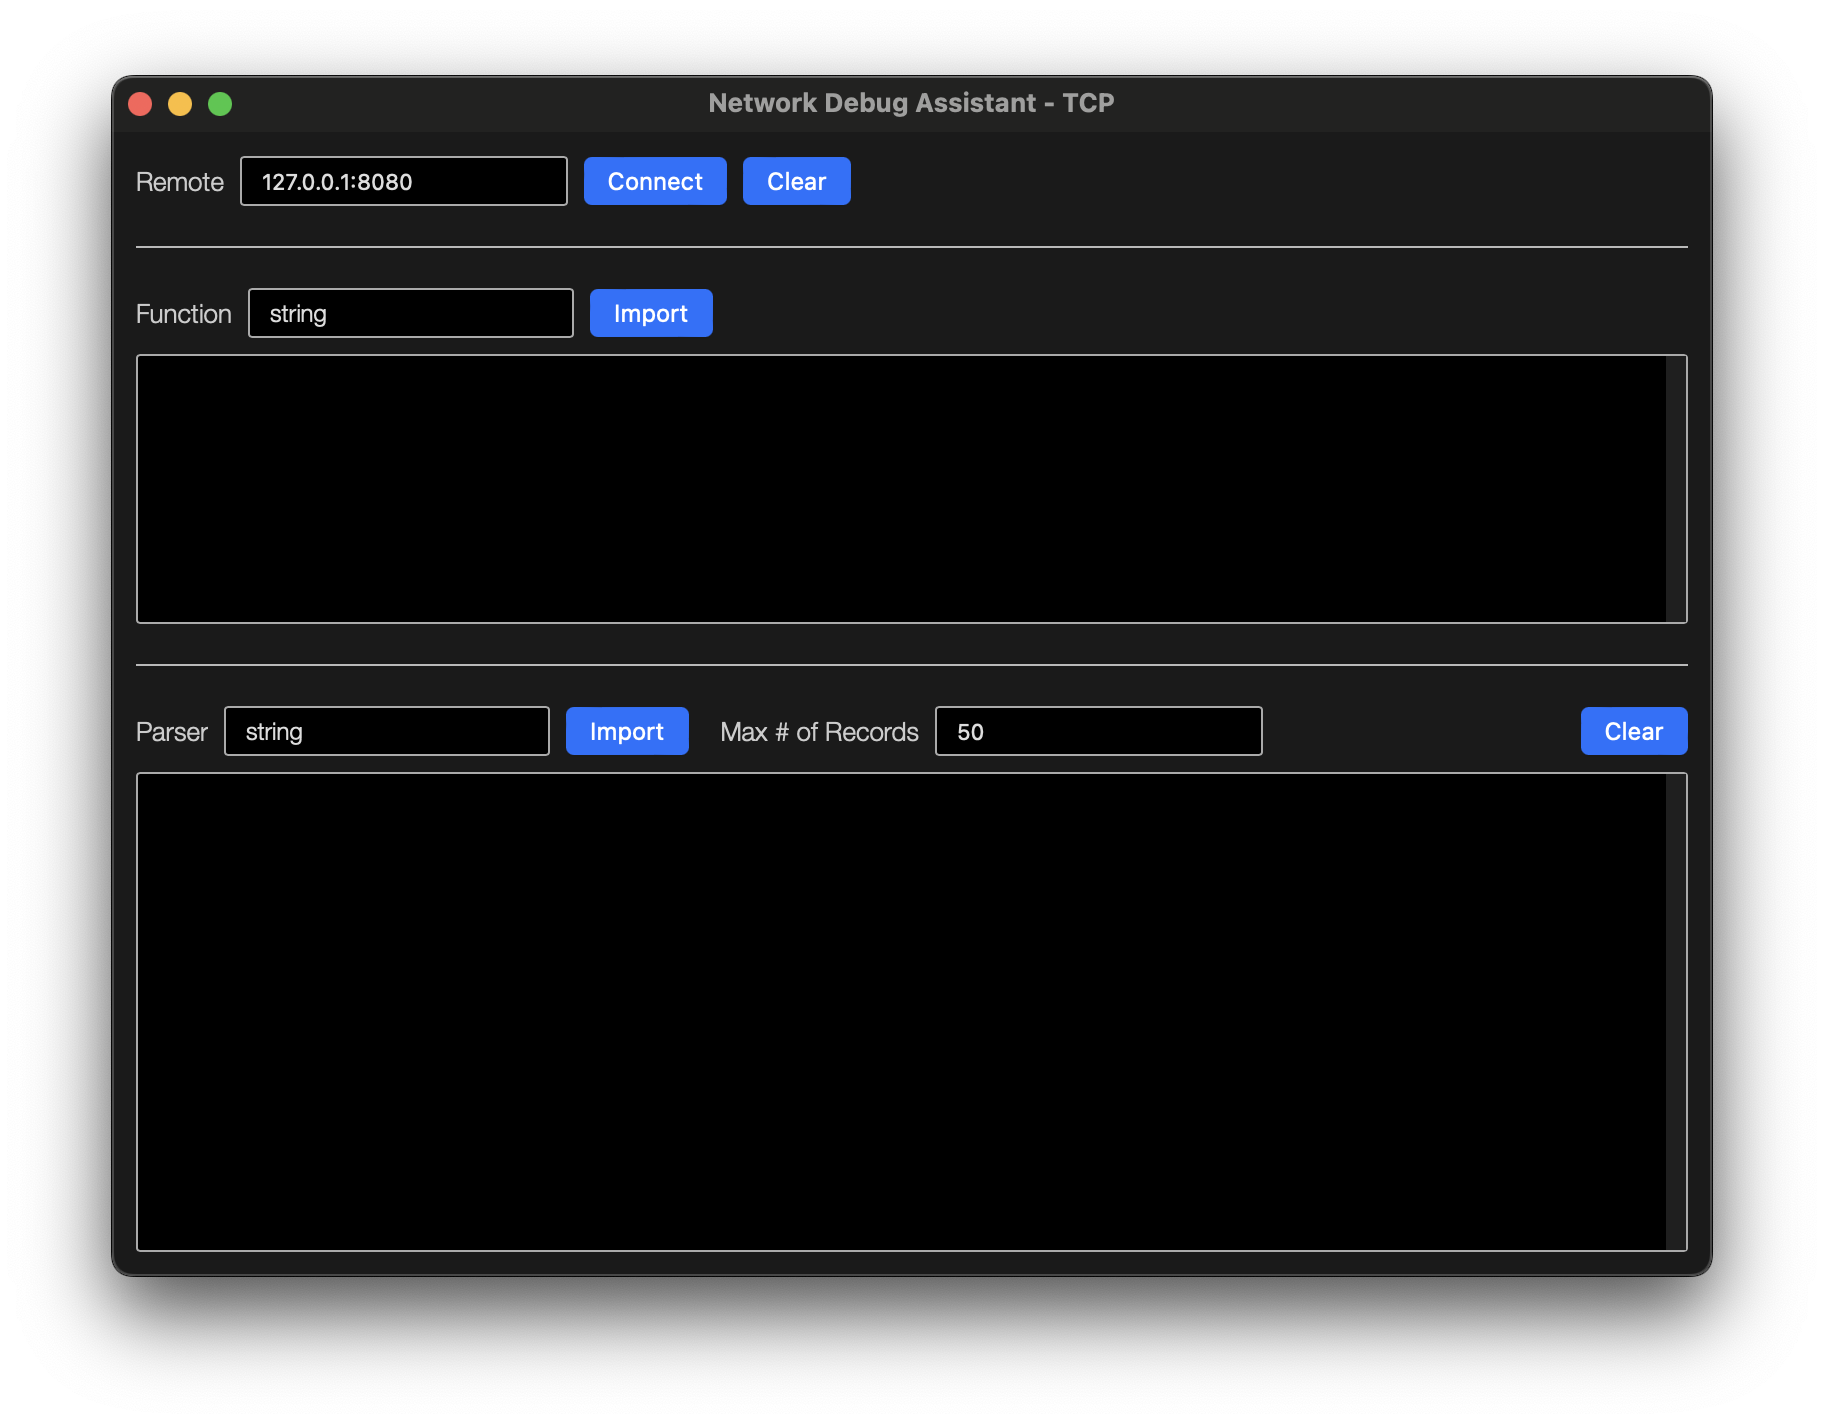 Network Debug Assistant - TCP
Remote 127.0.0.1:8080 Connect Clear
Function string Import
Parser string Import Max # of Records 50 Clear